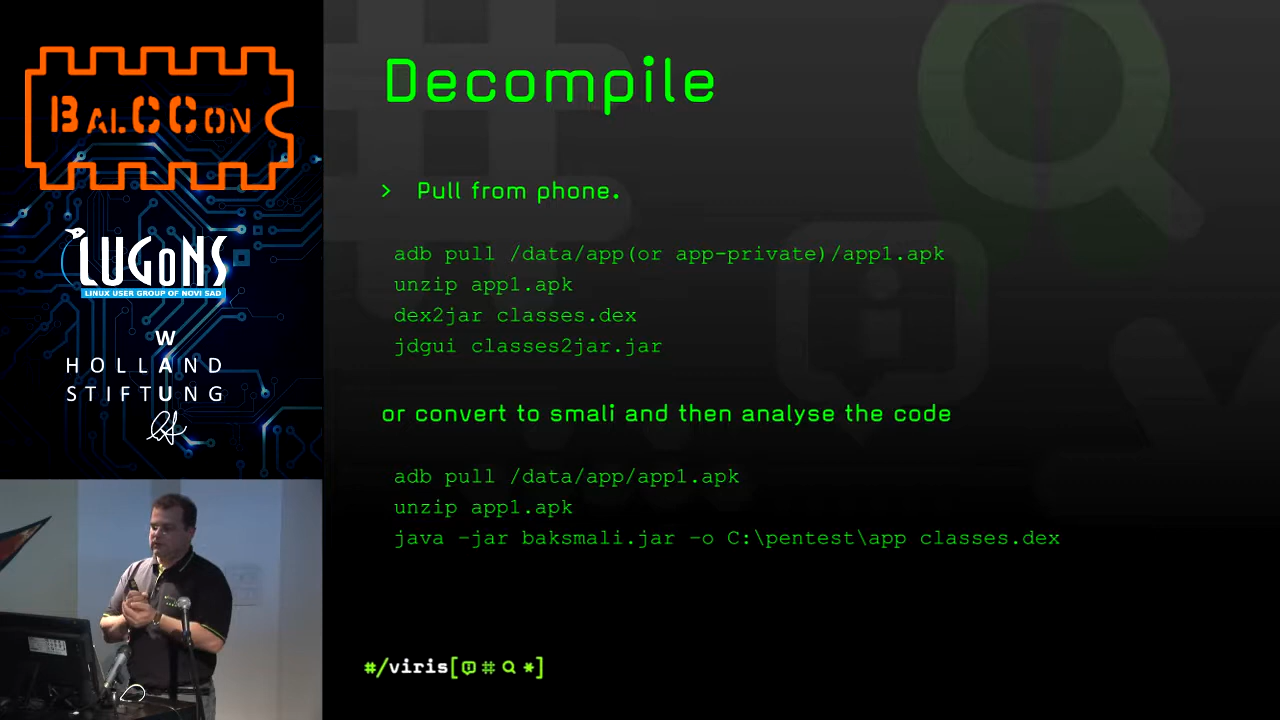 BALCCON
LUGoNS
LINUX USER GROUP OF NOVI SAD
W
HOLLAND
STIFTUNG
Decompile
> Pull from phone.
adb pull /data/app(or app-private)/app1.apk
unzip app1.apk
dex2jar classes.dex
jdgui classes2jar.jar
or convert to smali and then analyse the code
adb pull /data/app/app1.apk
unzip app1.apk
java -jar baksmali.jar -o C:\pentest\app classes.dex
#/viris[i#*]